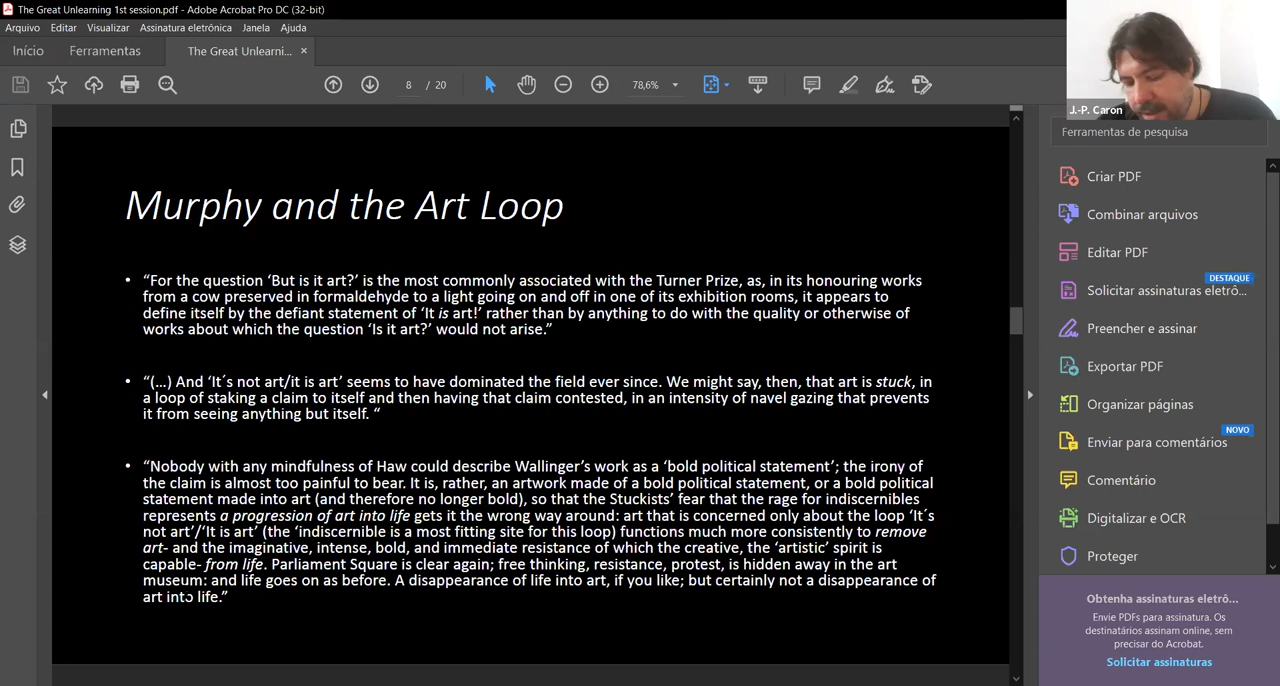 The Great Unlearning 1st session.pdf - Adobe Acrobat Pro DC (32-bit)
Arquivo Editar Visualizar Assinatura eletrônica Janela Ajuda
Início Ferramentas The Great Unlearni... ×
8 / 20 78,6%
J.-P. Caron
Murphy and the Art Loop
• “For the question ‘But is it art?’ is the most commonly associated with the Turner Prize, as, in its honouring works
from a cow preserved in formaldehyde to a light going on and off in one of its exhibition rooms, it appears to
define itself by the defiant statement of ‘It is art!’ rather than by anything to do with the quality or otherwise of
works about which the question ‘Is it art?’ would not arise.”
• “(…) And ‘It´s not art/it is art’ seems to have dominated the field ever since. We might say, then, that art is stuck, in
a loop of staking a claim to itself and then having that claim contested, in an intensity of navel gazing that prevents
it from seeing anything but itself. “
• “Nobody with any mindfulness of Haw could describe Wallinger’s work as a ‘bold political statement’; the irony of
the claim is almost too painful to bear. It is, rather, an artwork made of a bold political statement, or a bold political
statement made into art (and therefore no longer bold), so that the Stuckists’ fear that the rage for indiscernibles
represents a progression of art into life gets it the wrong way around: art that is concerned only about the loop ‘It´s
not art’/‘It is art’ (the ‘indiscernible is a most fitting site for this loop) functions much more consistently to remove
art- and the imaginative, intense, bold, and immediate resistance of which the creative, the ‘artistic’ spirit is
capable- from life. Parliament Square is clear again; free thinking, resistance, protest, is hidden away in the art
museum: and life goes on as before. A disappearance of life into art, if you like; but certainly not a disappearance of
art into life.”
Ferramentas de pesquisa
Criar PDF
Combinar arquivos
Editar PDF
DESTAQUE
Solicitar assinaturas eletrô...
Preencher e assinar
Exportar PDF
Organizar páginas
NOVO
Enviar para comentários
Comentário
Digitalizar e OCR
Proteger
Obtenha assinaturas eletrô...
Envie PDFs para assinatura. Os
destinatários assinam online, sem
precisar do Acrobat.
Solicitar assinaturas